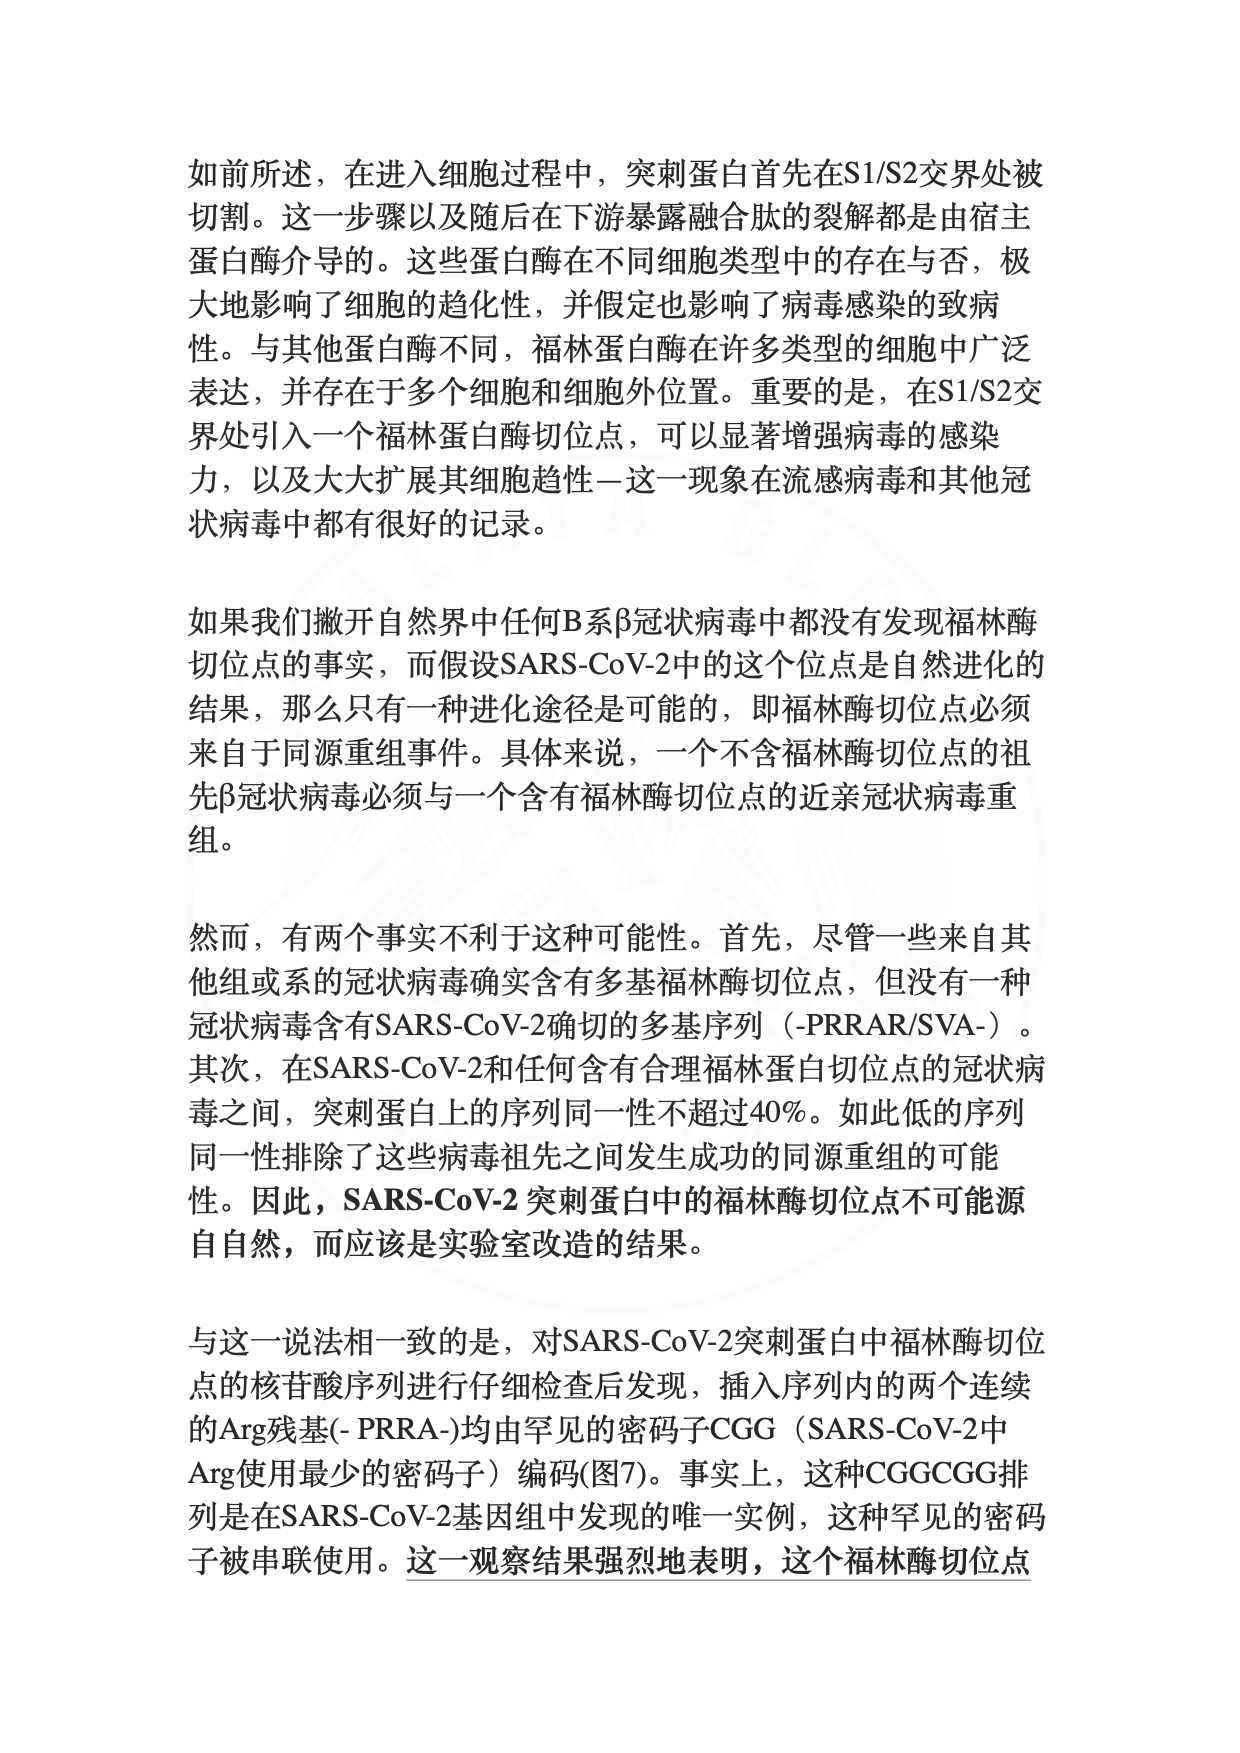 如前所述，在进入细胞过程中，突刺蛋白首先在S1/S2交界处被
切割。这一步骤以及随后在下游暴露融合肽的裂解都是由宿主
蛋白酶介导的。这些蛋白酶在不同细胞类型中的存在与否，极
大地影响了细胞的趋化性，并假定也影响了病毒感染的致病
性。与其他蛋白酶不同，福林蛋白酶在许多类型的细胞中广泛
表达，并存在于多个细胞和细胞外位置。重要的是，在S1/S2交
界处引入一个福林蛋白酶切位点，可以显著增强病毒的感染
力，以及大大扩展其细胞趋性—这一现象在流感病毒和其他冠
状病毒中都有很好的记录。
如果我们撇开自然界中任何B系β冠状病毒中都没有发现福林酶
切位点的事实，而假设SARS-CoV-2中的这个位点是自然进化的
结果，那么只有一种进化途径是可能的，即福林酶切位点必须
来自于同源重组事件。具体来说，一个不含福林酶切位点的祖
先β冠状病毒必须与一个含有福林酶切位点的近亲冠状病毒重
组。
然而，有两个事实不利于这种可能性。首先，尽管一些来自其
他组或系的冠状病毒确实含有多基福林酶切位点，但没有一种
冠状病毒含有SARS-CoV-2确切的多基序列（-PRRAR/SVA-）。
其次，在SARS-CoV-2和任何含有合理福林蛋白切位点的冠状病
毒之间，突刺蛋白上的序列同一性不超过40%。如此低的序列
同一性排除了这些病毒祖先之间发生成功的同源重组的可能
性。因此，SARS-CoV-2 突刺蛋白中的福林酶切位点不可能源
自自然，而应该是实验室改造的结果。
与这一说法相一致的是，对SARS-CoV-2突刺蛋白中福林酶切位
点的核苷酸序列进行仔细检查后发现，插入序列内的两个连续
的Arg残基(- PRRA-)均由罕见的密码子CGG（SARS-CoV-2中
Arg使用最少的密码子）编码(图7)。事实上，这种CGGCGG排
列是在SARS-CoV-2基因组中发现的唯一实例，这种罕见的密码
子被串联使用。这一观察结果强烈地表明，这个福林酶切位点
ALAYA GLO